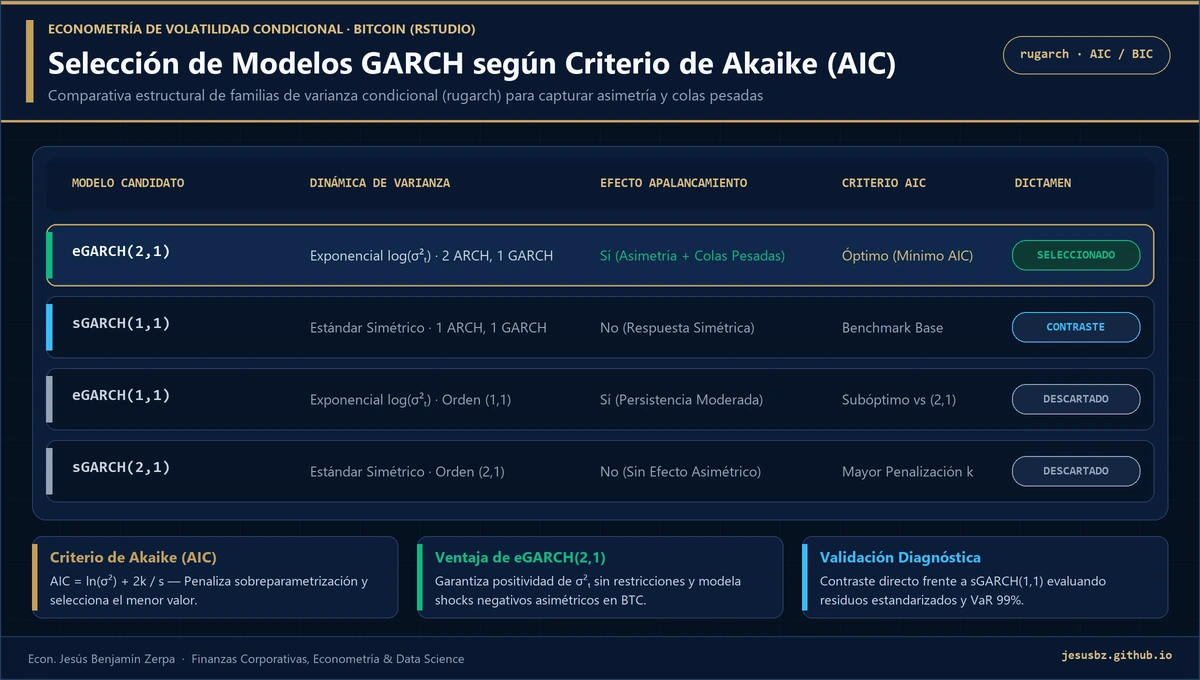 ECONOMETRÍA DE VOLATILIDAD CONDICIONAL · BITCOIN (RSTUDIO)
Selección de Modelos GARCH según Criterio de Akaike (AIC)
Comparativa estructural de familias de varianza condicional (rugarch) para capturar asimetría y colas pesadas
rugarch · AIC / BIC
MODELO CANDIDATO DINÁMICA DE VARIANZA EFECTO APALANCAMIENTO CRITERIO AIC DICTAMEN
eGARCH(2,1) Exponencial log(σ²ₜ) · 2 ARCH, 1 GARCH Sí (Asimetría + Colas Pesadas) Óptimo (Mínimo AIC) SELECCIONADO
sGARCH(1,1) Estándar Simétrico · 1 ARCH, 1 GARCH No (Respuesta Simétrica) Benchmark Base CONTRASTE
eGARCH(1,1) Exponencial log(σ²ₜ) · Orden (1,1) Sí (Persistencia Moderada) Subóptimo vs (2,1) DESCARTADO
sGARCH(2,1) Estándar Simétrico · Orden (2,1) No (Sin Efecto Asimétrico) Mayor Penalización k DESCARTADO
Criterio de Akaike (AIC)
AIC = ln(σ²) + 2k / s — Penaliza sobreparametrización y
selecciona el menor valor.
Ventaja de eGARCH(2,1)
Garantiza positividad de σ²ₜ sin restricciones y modela
shocks negativos asimétricos en BTC.
Validación Diagnóstica
Contraste directo frente a sGARCH(1,1) evaluando
residuos estandarizados y VaR 99%.
Econ. Jesús Benjamín Zerpa · Finanzas Corporativas, Econometría & Data Science
jesusbz.github.io